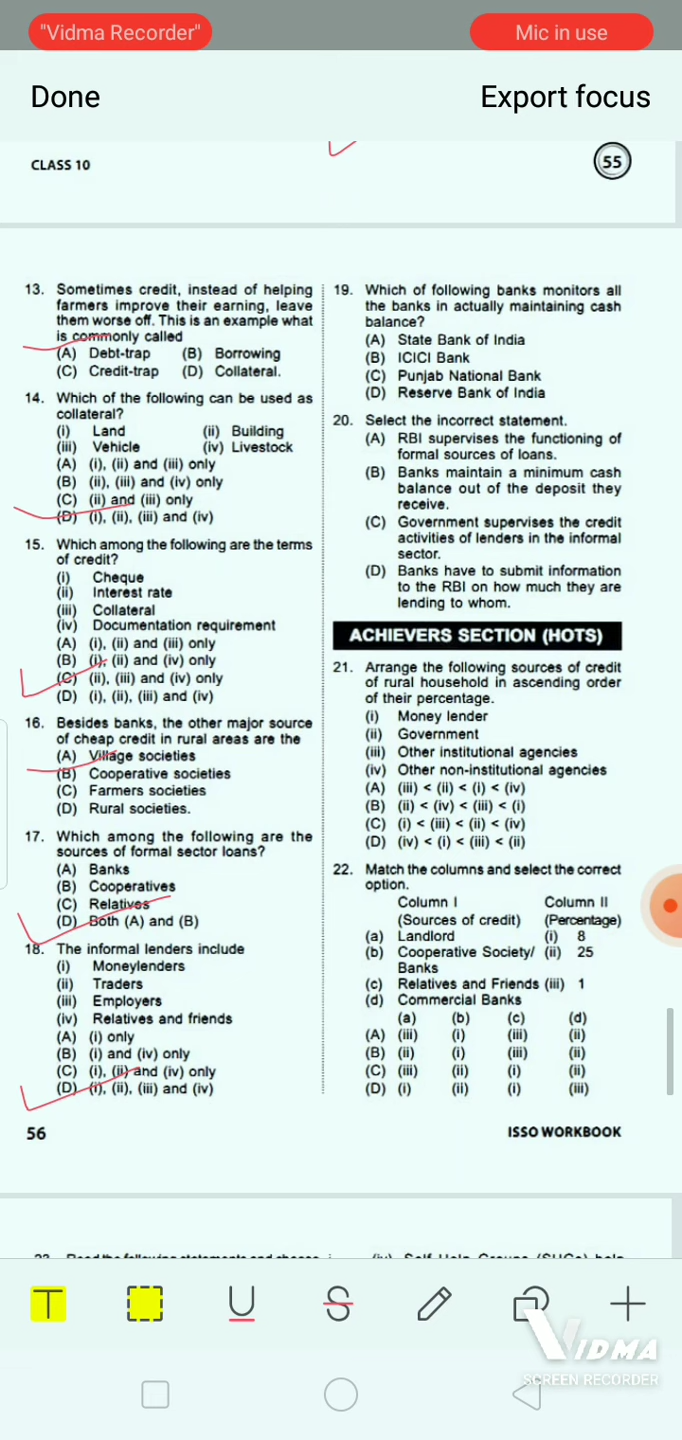 "Vidma Recorder"
Mic in use
Done
Export focus
CLASS 10
55
13. Sometimes credit, instead of helping
farmers improve their earning, leave
them worse off. This is an example what
is commonly called
(A) Debt-trap (B) Borrowing
(C) Credit-trap (D) Collateral.
14. Which of the following can be used as
collateral?
(i) Land (ii) Building
(iii) Vehicle (iv) Livestock
(A) (i), (ii) and (iii) only
(B) (ii), (iii) and (iv) only
(C) (ii) and (iii) only
(D) (i), (ii), (iii) and (iv)
15. Which among the following are the terms
of credit?
(i) Cheque
(ii) Interest rate
(iii) Collateral
(iv) Documentation requirement
(A) (i), (ii) and (iii) only
(B) (i), (ii) and (iv) only
(C) (ii), (iii) and (iv) only
(D) (i), (ii), (iii) and (iv)
16. Besides banks, the other major source
of cheap credit in rural areas are the
(A) Village societies
(B) Cooperative societies
(C) Farmers societies
(D) Rural societies.
17. Which among the following are the
sources of formal sector loans?
(A) Banks
(B) Cooperatives
(C) Relatives
(D) Both (A) and (B)
18. The informal lenders include
(i) Moneylenders
(ii) Traders
(iii) Employers
(iv) Relatives and friends
(A) (i) only
(B) (i) and (iv) only
(C) (i), (ii) and (iv) only
(D) (i), (ii), (iii) and (iv)
19. Which of following banks monitors all
the banks in actually maintaining cash
balance?
(A) State Bank of India
(B) ICICI Bank
(C) Punjab National Bank
(D) Reserve Bank of India
20. Select the incorrect statement.
(A) RBI supervises the functioning of
formal sources of loans.
(B) Banks maintain a minimum cash
balance out of the deposit they
receive.
(C) Government supervises the credit
activities of lenders in the informal
sector.
(D) Banks have to submit information
to the RBI on how much they are
lending to whom.
ACHIEVERS SECTION (HOTS)
21. Arrange the following sources of credit
of rural household in ascending order
of their percentage.
(i) Money lender
(ii) Government
(iii) Other institutional agencies
(iv) Other non-institutional agencies
(A) (iii) < (ii) < (i) < (iv)
(B) (ii) < (iv) < (iii) < (i)
(C) (i) < (iii) < (ii) < (iv)
(D) (iv) < (i) < (iii) < (ii)
22. Match the columns and select the correct
option.
Column I Column II
(Sources of credit) (Percentage)
(a) Landlord (i) 8
(b) Cooperative Society/ (ii) 25
Banks
(c) Relatives and Friends (iii) 1
(d) Commercial Banks
(a) (b) (c) (d)
(A) (iii) (i) (iii) (ii)
(B) (ii) (i) (iii) (ii)
(C) (iii) (ii) (i) (ii)
(D) (i) (ii) (i) (iii)
56
ISSO WORKBOOK
T
U
S
VIDMA
SCREEN RECORDER